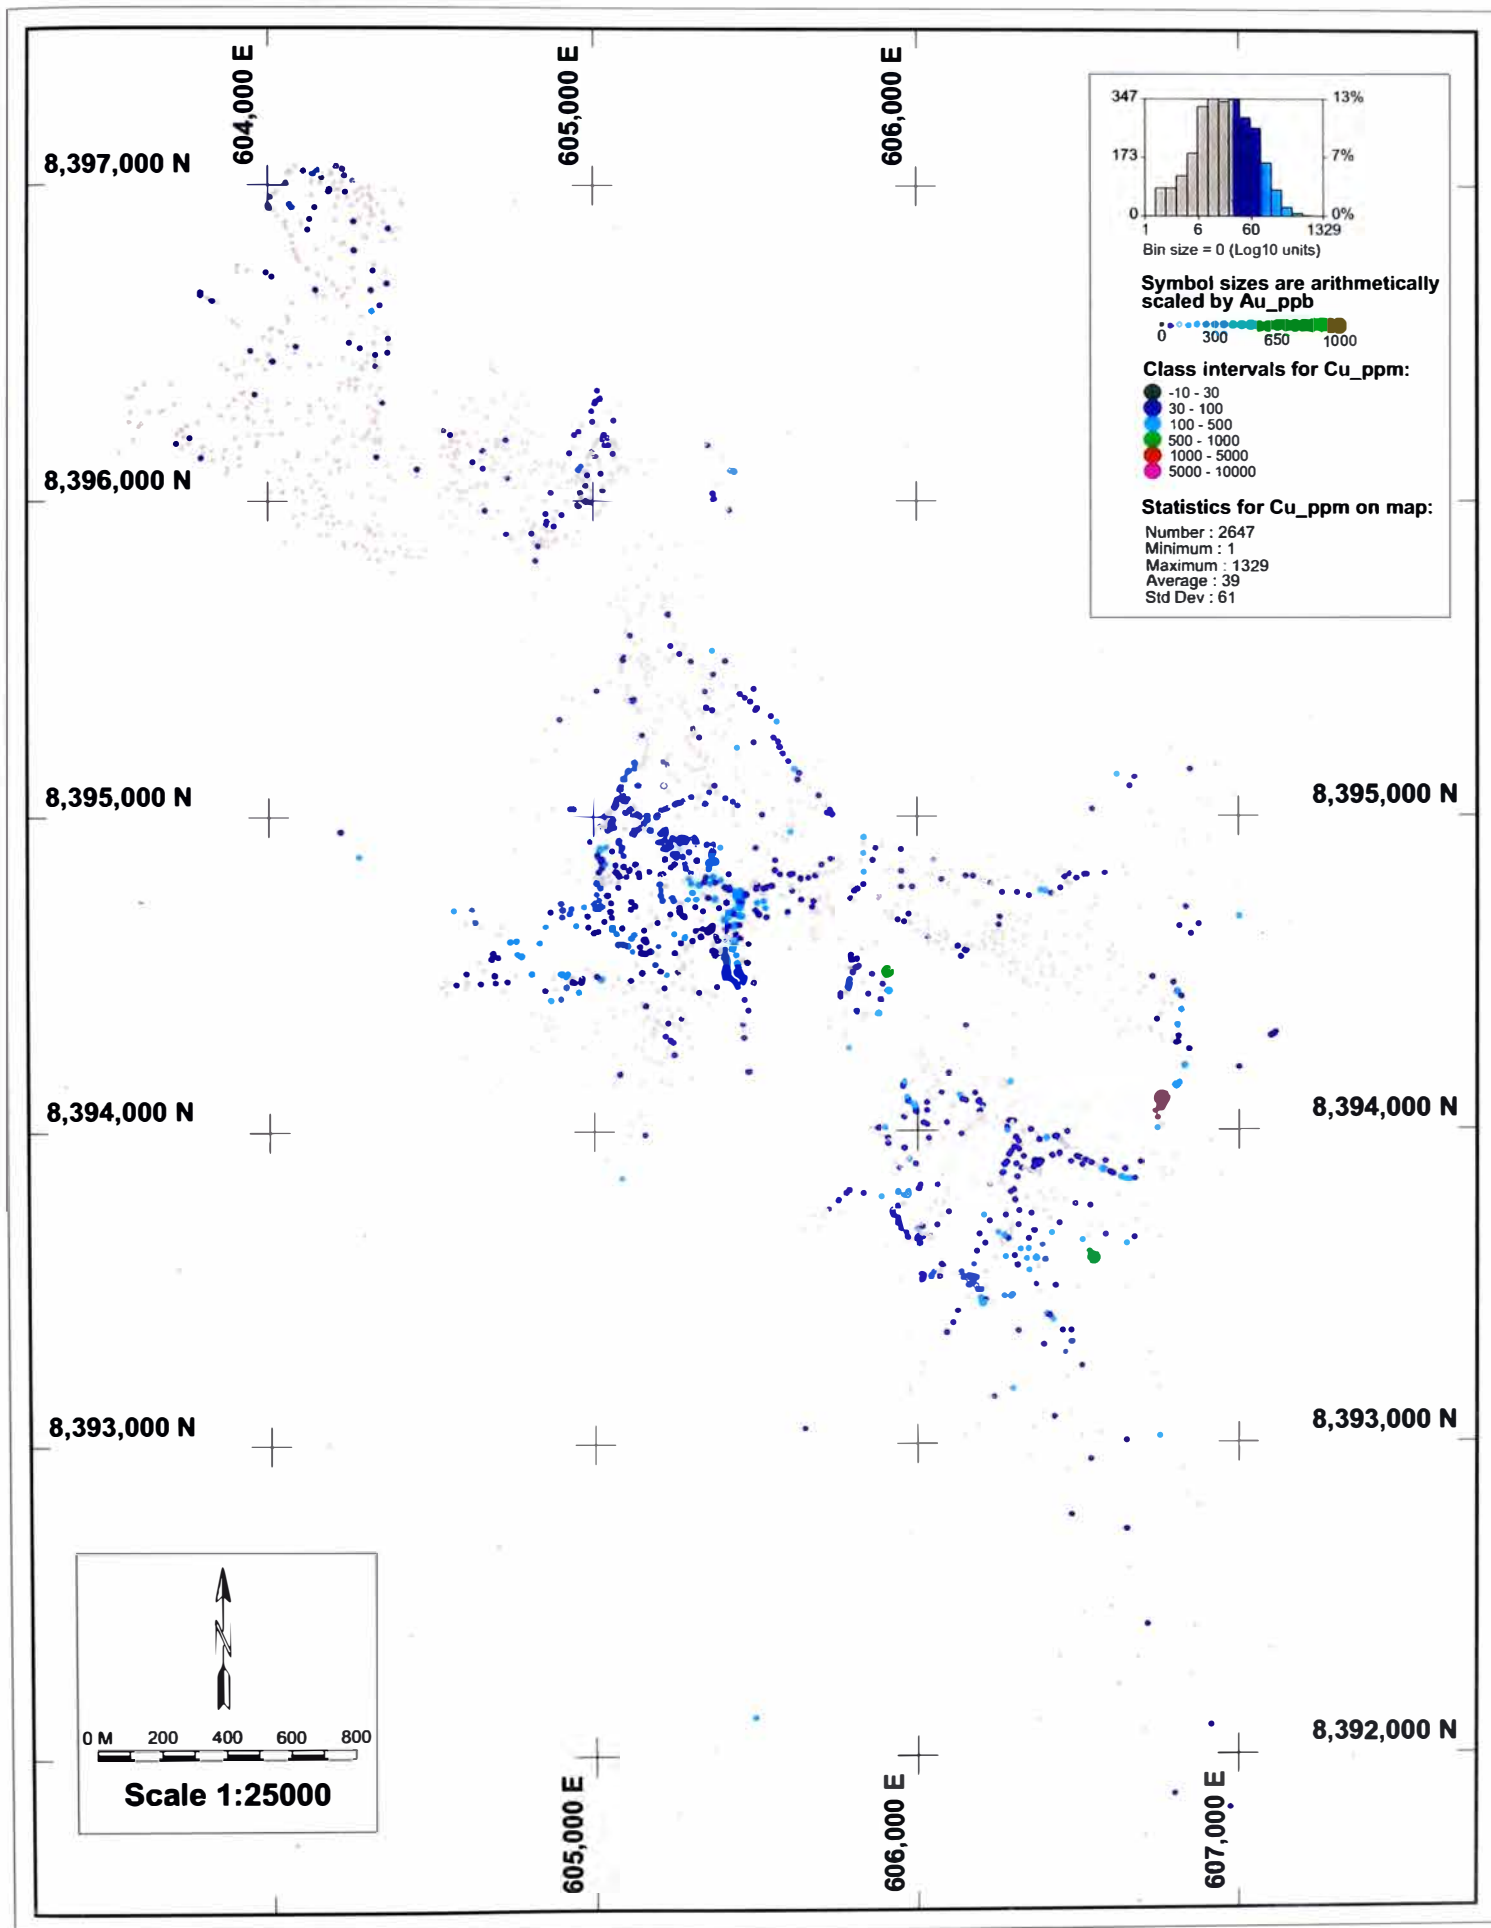 604,000 E
605,000 E
606,000 E
8,397,000 N
8,396,000 N
8,395,000 N
8,394,000 N
8,393,000 N
347
173
0
13%
7%
0%
1 6 60 1329
Bin size = 0 (Log10 units)
Symbol sizes are arithmetically
scaled by Au_ppb
0 300 650 1000
Class intervals for Cu_ppm:
-10 - 30
30 - 100
100 - 500
500 - 1000
1000 - 5000
5000 - 10000
Statistics for Cu_ppm on map:
Number : 2647
Minimum : 1
Maximum : 1329
Average : 39
Std Dev : 61
8,395,000 N
8,394,000 N
8,393,000 N
8,392,000 N
N
0 M 200 400 600 800
Scale 1:25000
605,000 E
606,000 E
607,000 E